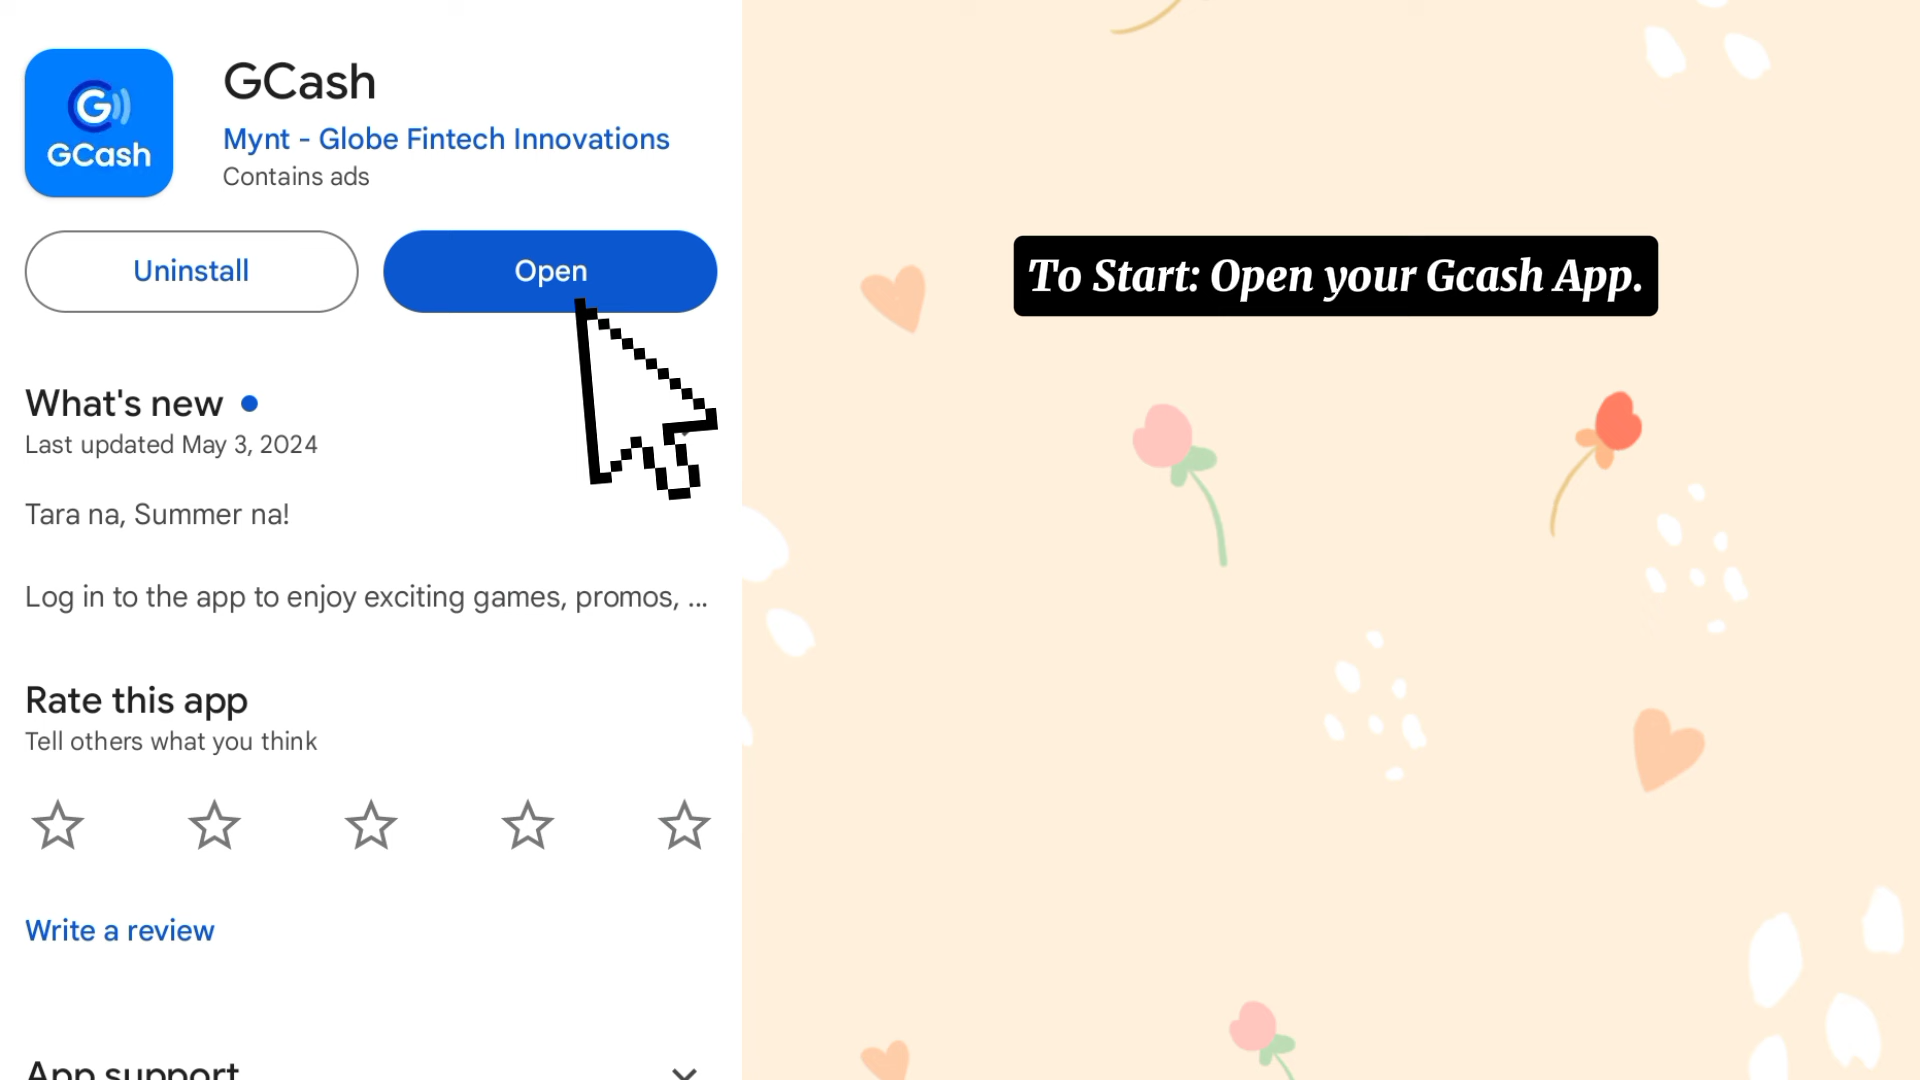 GCash
GCash
Mynt - Globe Fintech Innovations
Contains ads
Uninstall
Open
To Start: Open your Gcash App.
What's new
Last updated May 3, 2024
Tara na, Summer na!
Log in to the app to enjoy exciting games, promos, ...
Rate this app
Tell others what you think
Write a review
App support